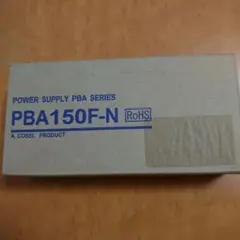 POWER SUPPLY PBA SERIES
PBA150F-N RoHS
A COSEL PRODUCT